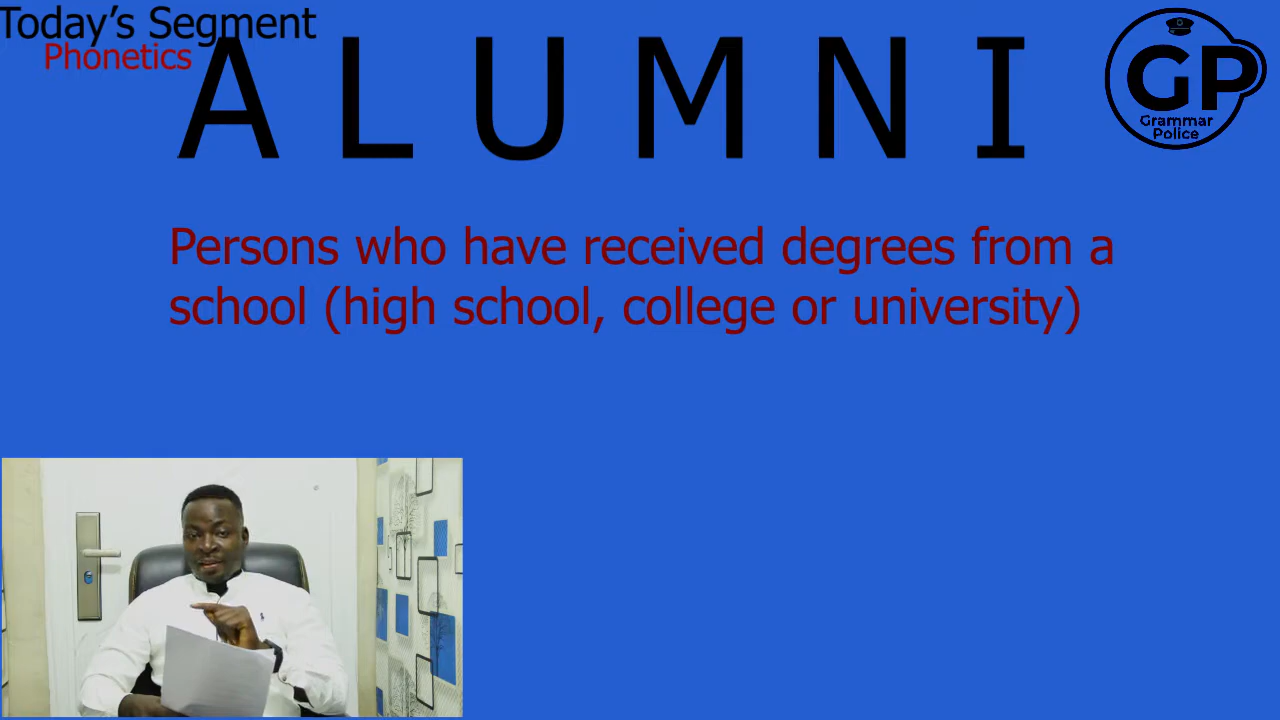 Today's Segment
Phonetics
A L U M N I
GP
Grammar
Police
Persons who have received degrees from a
school (high school, college or university)